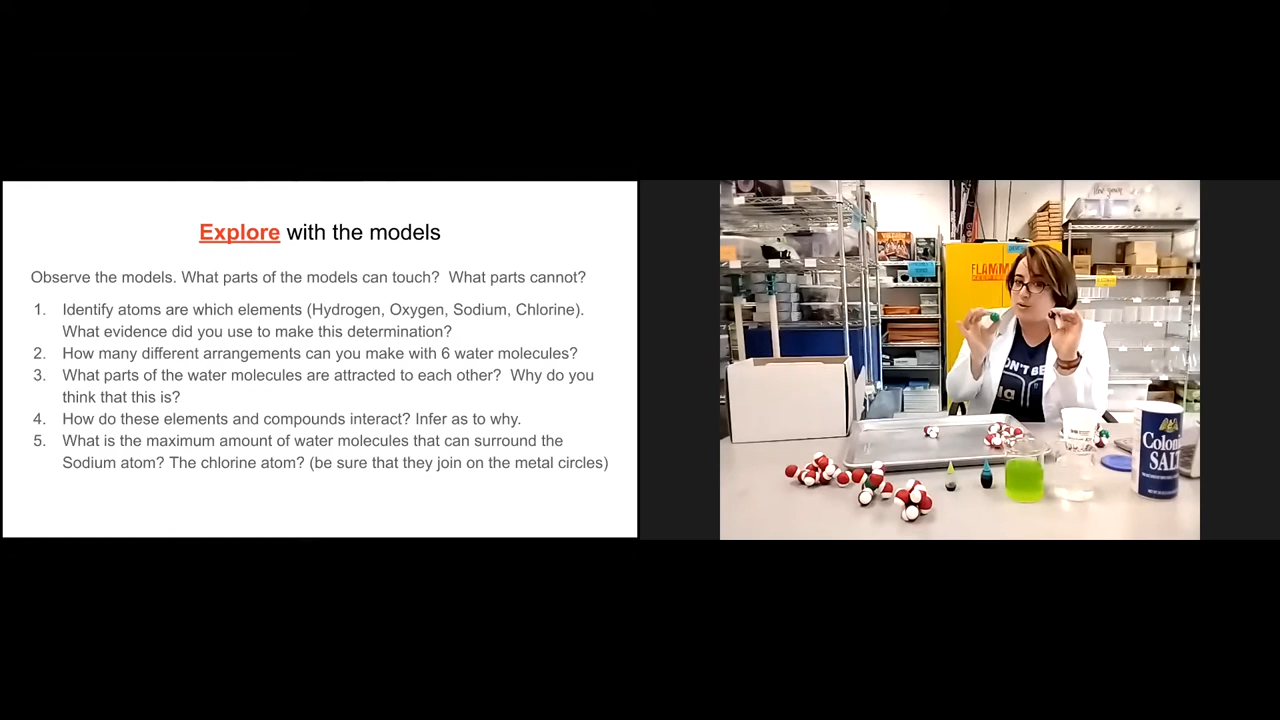 Explore with the models
Observe the models. What parts of the models can touch? What parts cannot?
1. Identify atoms are which elements (Hydrogen, Oxygen, Sodium, Chlorine).
What evidence did you use to make this determination?
2. How many different arrangements can you make with 6 water molecules?
3. What parts of the water molecules are attracted to each other? Why do you
think that this is?
4. How do these elements and compounds interact? Infer as to why.
5. What is the maximum amount of water molecules that can surround the
Sodium atom? The chlorine atom? (be sure that they join on the metal circles)
FLAMM
ON'T BE
Colon
SAL